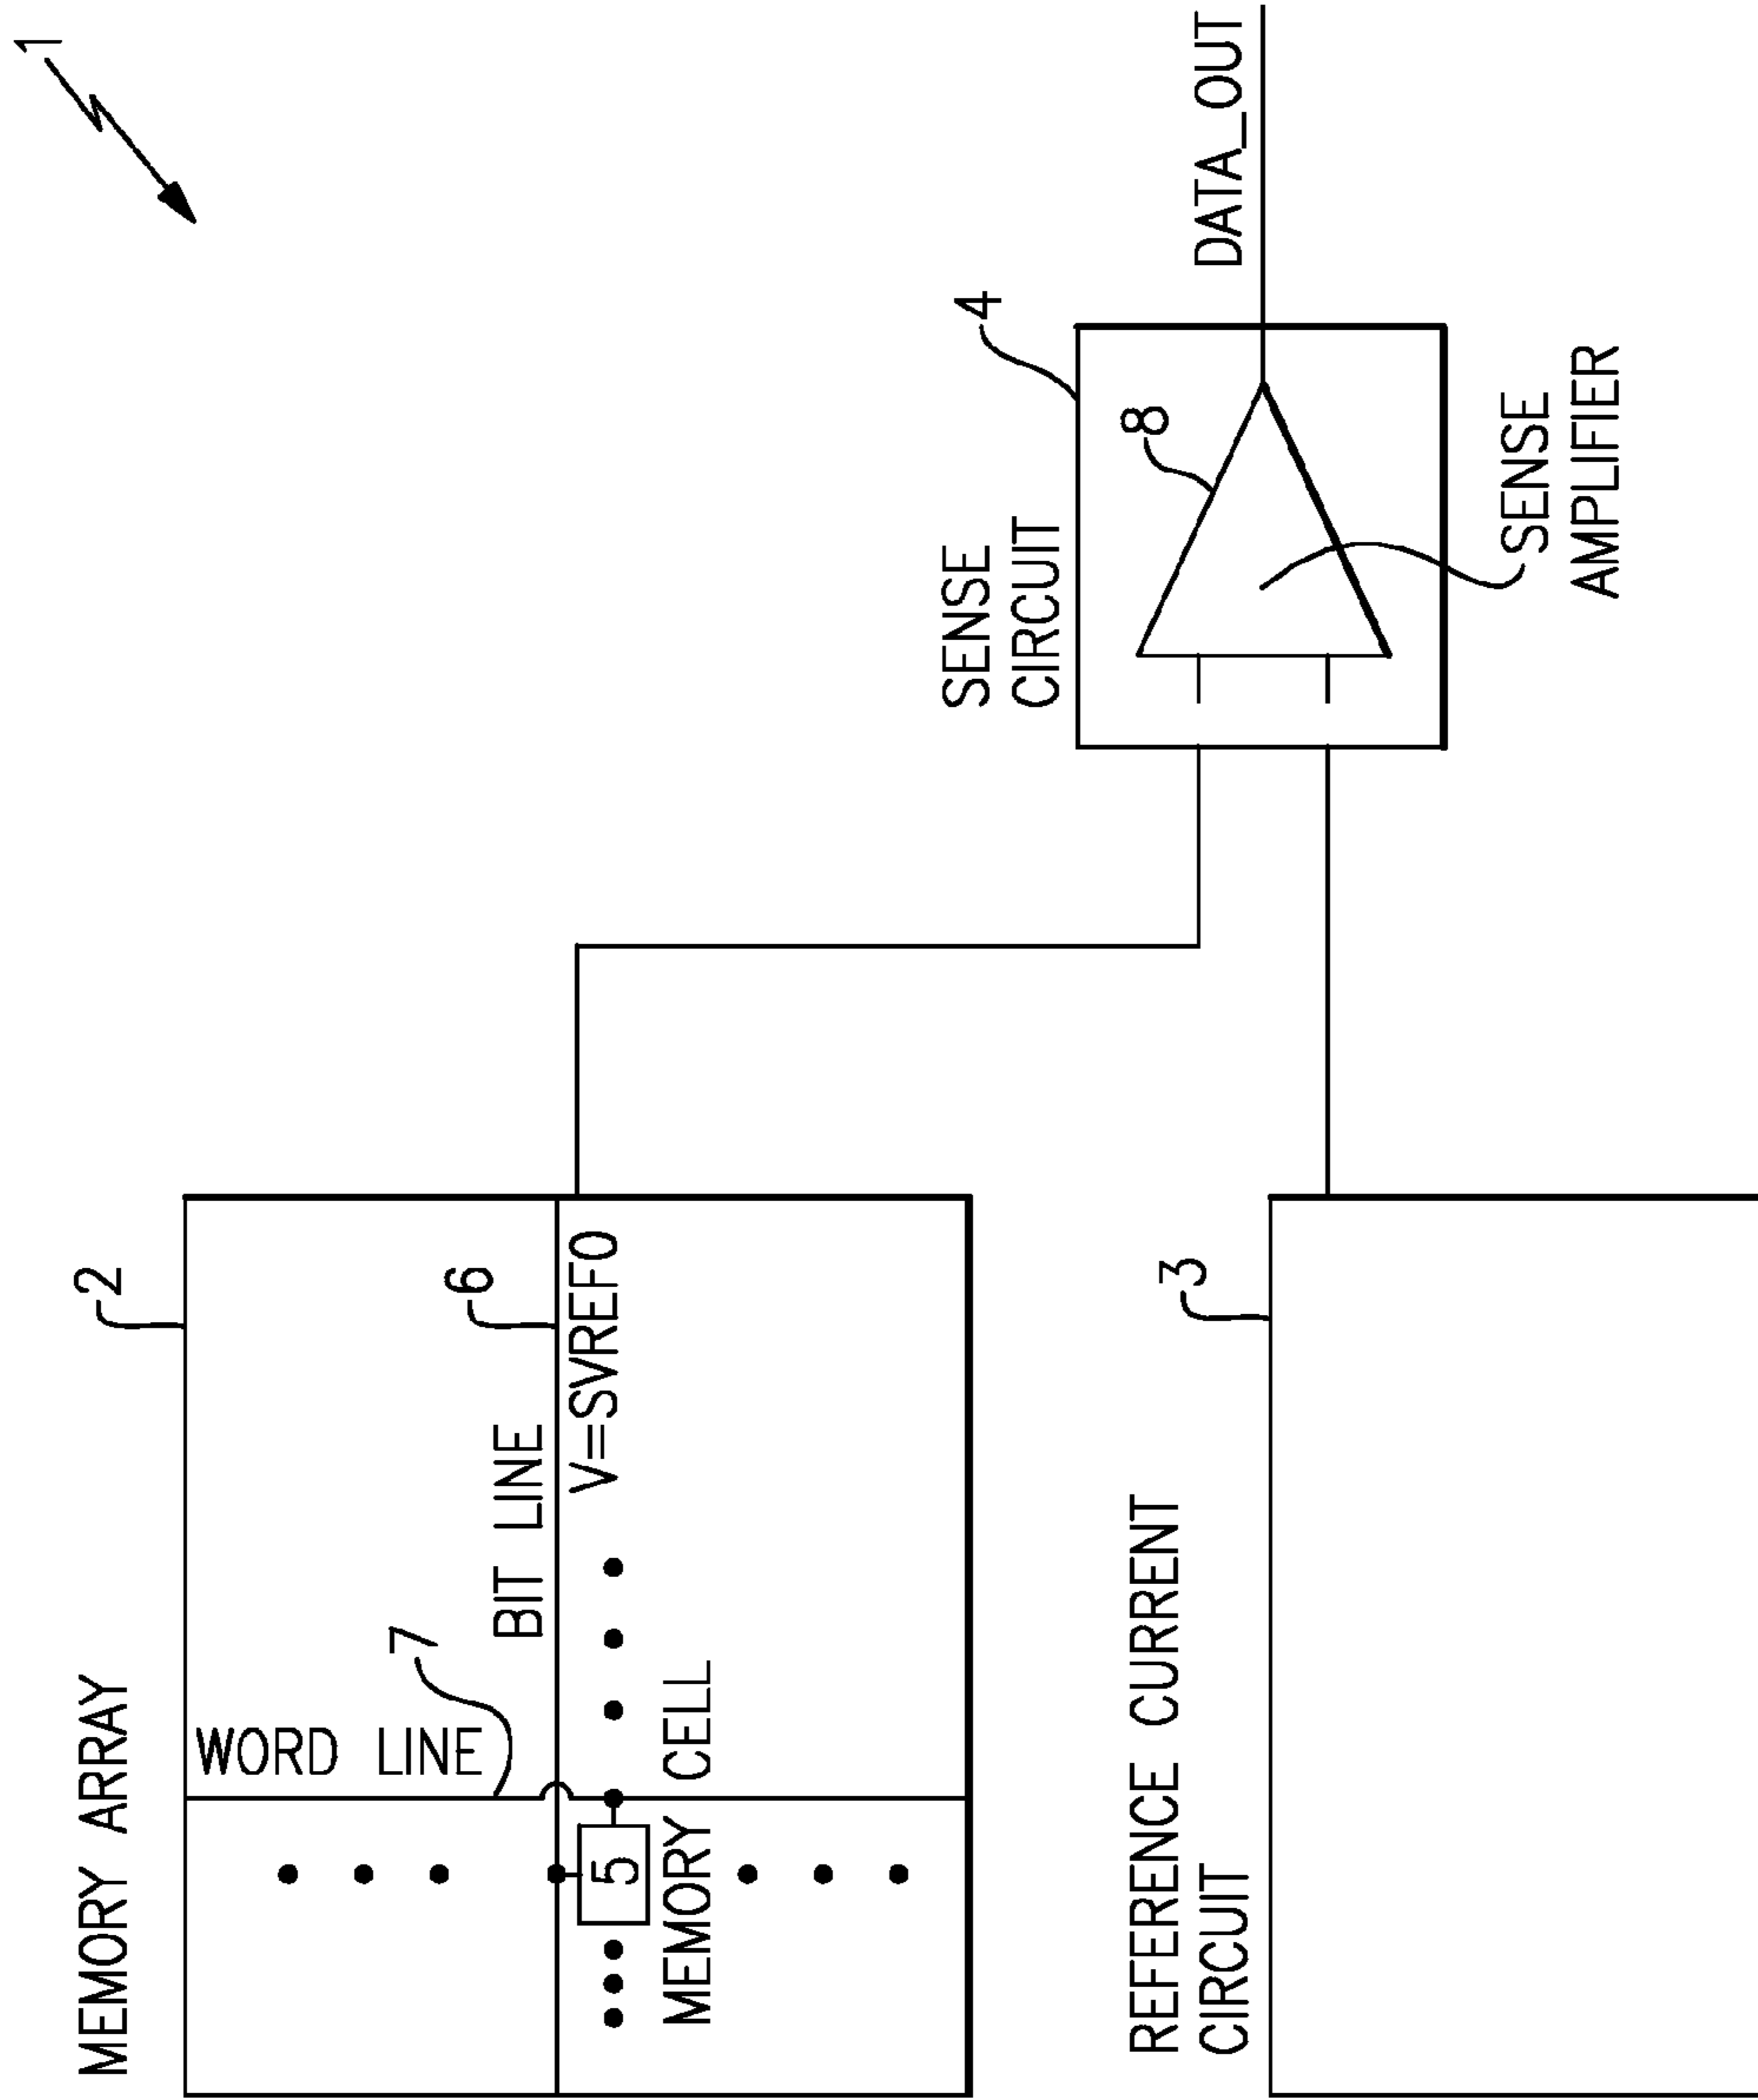 1
MEMORY ARRAY
2
WORD LINE
7
BIT LINE
6
V=SVREF0
5
MEMORY CELL
SENSE
CIRCUIT
4
8
DATA_OUT
SENSE
AMPLIFIER
REFERENCE CURRENT
CIRCUIT
3